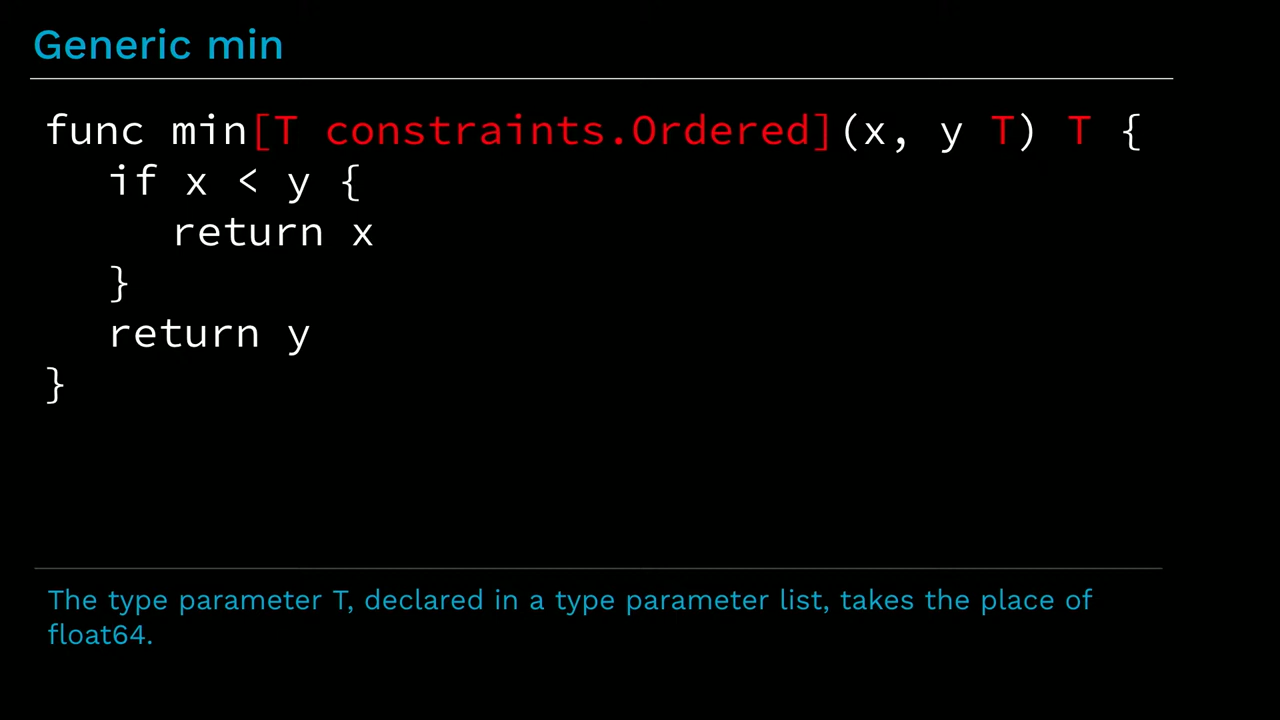 Generic min
func min[T constraints.Ordered](x, y T) T {
   if x < y {
      return x
   }
   return y
}
The type parameter T, declared in a type parameter list, takes the place of
float64.